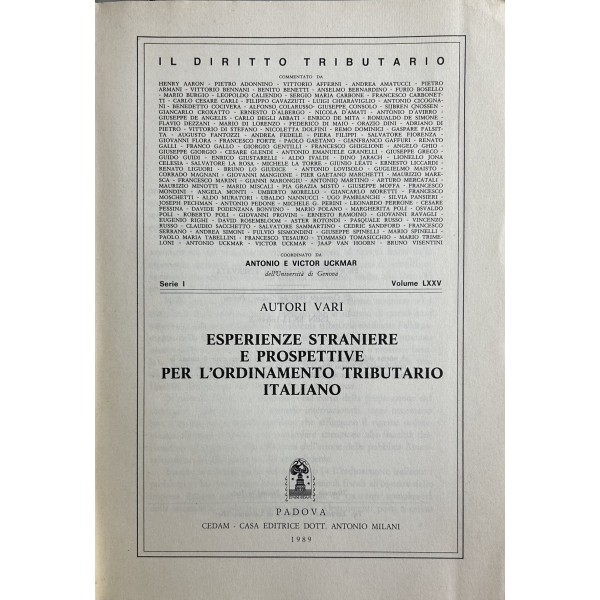 IL DIRITTO TRIBUTARIO
COMMENTATO DA
HENRY AARON - PIETRO ADONNINO - VITTORIO AFFERNI - ANDREA AMATUCCI - PIETRO
ARMANI - VITTORIO BENNANI - BENITO BENETTI - ANSELMO BERNARDINO - FURIO BOSELLO
- MARIO BURGIO - LEOPOLDO CALIENDO - SERGIO MARIA CARBONE - FRANCESCO CARBONET-
TI - CARLO CESARE CARLI - FILIPPO CAVAZZUTI - LUIGI CHIARAVIGLIO - ANTONIO CICOGNA-
NI - BENEDETTO COCIVERA - ALFONSO COLABUSSO - GIUSEPPE CONSOLO - SIJBREN CNOSSEN -
GIANCARLO CROXATTO - ERNESTO D'ALBERGO - NICOLA D'AMATI - ANTONIO D'AVIRRO -
GIUSEPPE DE ANGELIS - CARLO DEGLI ABBATI - ENRICO DE MITA - ROMUALDO DE SIMONE -
FLAVIO DEZZANI - MARIO DI LORENZO - FEDERICO DI MAIO - ORAZIO DINI - ADRIANO DI
PIETRO - VITTORIO DI STEFANO - NICOLETTA DOLFINI - REMO DOMINICI - GASPARE FALSIT-
TA - AUGUSTO FANTOZZI - ANDREA FEDELE - PIERA FILIPPI - SALVATORE FIORENZA -
GIOVANNI FLORA - FRANCESCO FORTE - PAOLO GAETANO - GIANFRANCO GAFFURI - RENATA
GALLI - FRANCO GALLO - GIORGIO GENTILLI - FRANCESCO GHIGLIONE - ANGELO GHIO -
GIUSEPPE GIORGIO - CESARE GLENDI - ANTONIO EMANUELE GRANELLI - GIUSEPPE GRECO -
GUIDO GUIDI - ENRICO GIUSTARELLI - ALDO IVALDI - DINO JARACH - LIONELLO JONA
CELESIA - SALVATORE LA ROSA - MICHELE LA TORRE - GIUNIO LEATI - ERNESTO LECCARDI -
RENATO LIGUORI - BRUNO LO GIUDICE - ANTONIO LOVISOLO - GUGLIELMO MAISTO -
CORRADO MAGNANI - GIOVANNI MANGIONE - PIER GAETANO MARCHETTI - MAURIZIO MARE-
SCA - FRANCESCO MARINI - GIANNI MARONGIU - ANTONIO MARTINO - ARTURO MERCATALI -
MAURIZIO MINOTTI - MARIO MISCALI - PIA GRAZIA MISTÒ - GIUSEPPE MOFFA - FRANCESCO
MONDINI - ANGELA MONTI - UMBERTO MORELLO - GIANCARLO MORETTI - FRANCESCO
MOSCHETTI - ALDO MURATORI - UBALDO NANNUCCI - UGO PAMBIANCHI - SILVIA PANSIERI -
JOSEPH PECHMAN - ANTONIO PEDONE - MICHELE G. PERINI - LEONARDO PERRONE - CESARE
PESSINA - DAVIDE PODENZANA BONVINO - MARIO POLANO - MARGHERITA POLI - OSVALDO
POLI - ROBERTO POLI - GIOVANNI PROVINI - ERNESTO RAMOINO - GIOVANNI RAVAGLI -
EUGENIO RIGHI - DAVID ROSENBLOOM - ASTER ROTONDI - PASQUALE RUSSO - VINCENZO
RUSSO - CLAUDIO SACCHETTO - SALVATORE SAMMARTINO - CEDRIC SANDFORD - FRANCESCO
SERRANO - ANDREA SIMONI - FULVIO SISMONDINI - GIUSEPPE SPINELLI - MARIO SPINELLI -
PAOLO MARIA TABELLINI - FRANCESCO TESAURO - TOMMASO TOMASICCHIO - MARIO TRIME-
LONI - ANTONIO UCKMAR - VICTOR UCKMAR - JAAP VAN HOORN - BRUNO VISENTINI
COORDINATO DA
ANTONIO E VICTOR UCKMAR
dell'Università di Genova
Serie I Volume LXXV
AUTORI VARI
ESPERIENZE STRANIERE
E PROSPETTIVE
PER L'ORDINAMENTO TRIBUTARIO
ITALIANO
PADOVA
CEDAM - CASA EDITRICE DOTT. ANTONIO MILANI
1989